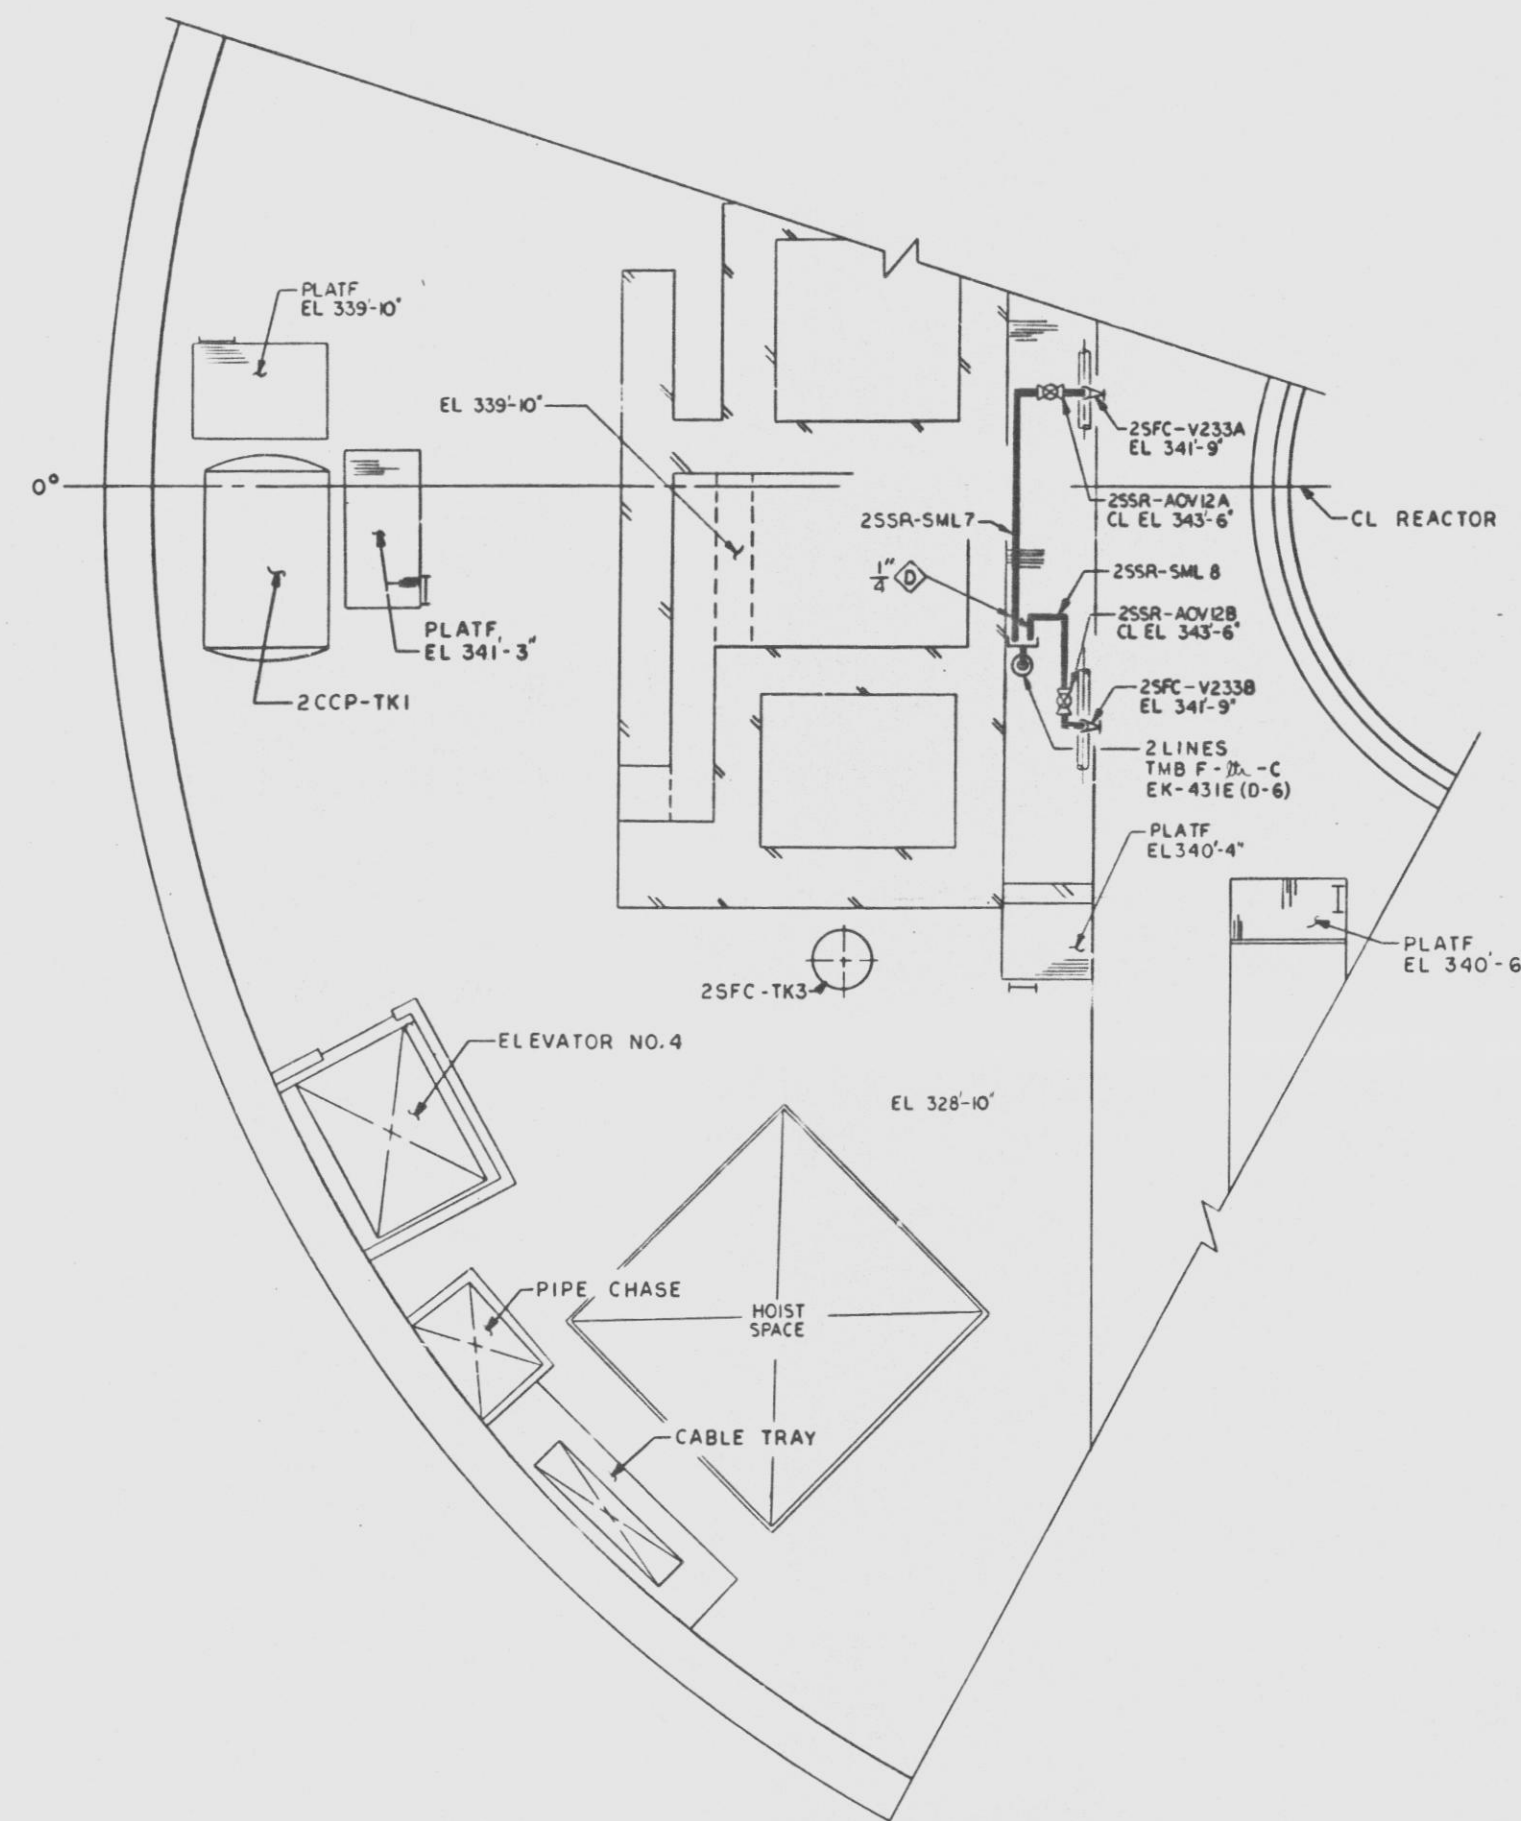 PLATF
EL 339'-10"
EL 339'-10"
0°
2SFC-V233A
EL 341'-9"
2SSR-AOV12A
CL EL 343'-6"
CL REACTOR
2SSR-SML7
1/4" D
2SSR-SML 8
2SSR-AOV12B
CL EL 343'-6"
PLATF
EL 341'-3"
2CCP-TK1
2SFC-V233B
EL 341'-9"
2 LINES
TMB F-ltr-C
EK-431E (D-6)
PLATF
EL 340'-4"
PLATF
EL 340'-6
2SFC-TK3
ELEVATOR NO.4
EL 328'-10"
PIPE CHASE
HOIST
SPACE
CABLE TRAY